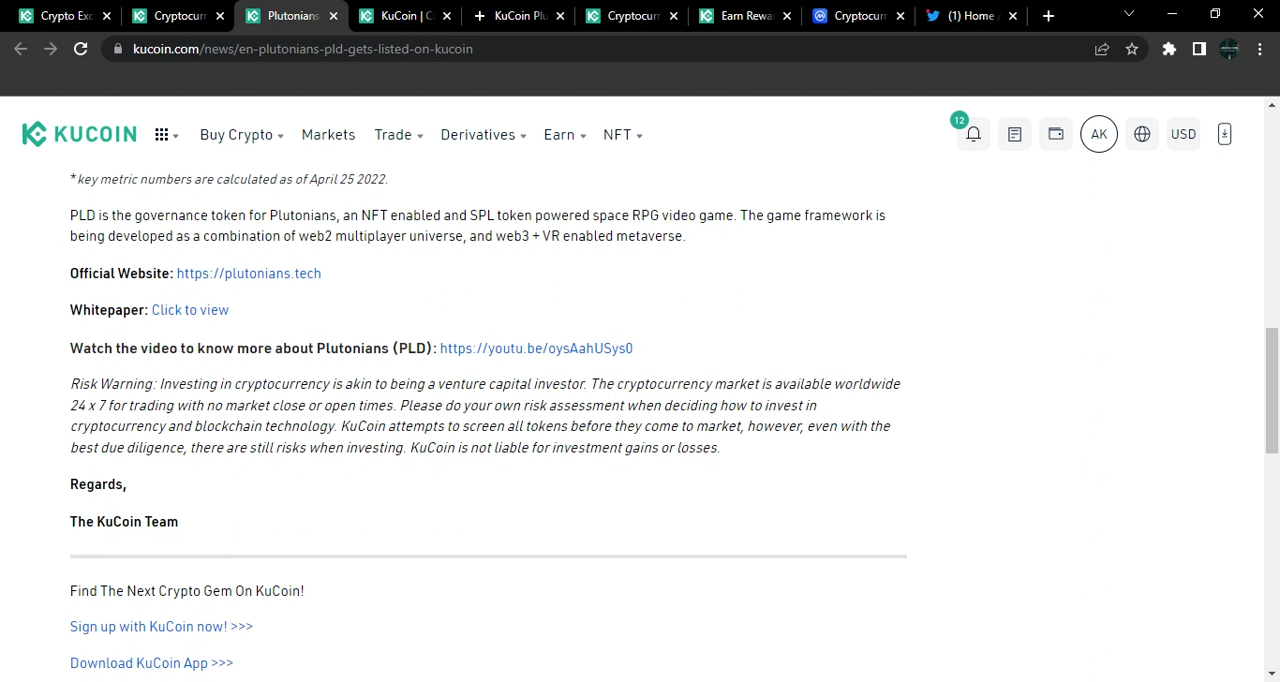 Crypto Exc
Cryptocurr
Plutonians
KuCoin | C
KuCoin Plu
Cryptocurr
Earn Rewa
Cryptocurr
(1) Home /
kucoin.com/news/en-plutonians-pld-gets-listed-on-kucoin
KUCOIN
Buy Crypto
Markets
Trade
Derivatives
Earn
NFT
12
AK
USD
*key metric numbers are calculated as of April 25 2022.
PLD is the governance token for Plutonians, an NFT enabled and SPL token powered space RPG video game. The game framework is
being developed as a combination of web2 multiplayer universe, and web3 + VR enabled metaverse.
Official Website: https://plutonians.tech
Whitepaper: Click to view
Watch the video to know more about Plutonians (PLD): https://youtu.be/oysAahUSys0
Risk Warning: Investing in cryptocurrency is akin to being a venture capital investor. The cryptocurrency market is available worldwide
24 x 7 for trading with no market close or open times. Please do your own risk assessment when deciding how to invest in
cryptocurrency and blockchain technology. KuCoin attempts to screen all tokens before they come to market, however, even with the
best due diligence, there are still risks when investing. KuCoin is not liable for investment gains or losses.
Regards,
The KuCoin Team
Find The Next Crypto Gem On KuCoin!
Sign up with KuCoin now! >>>
Download KuCoin App >>>